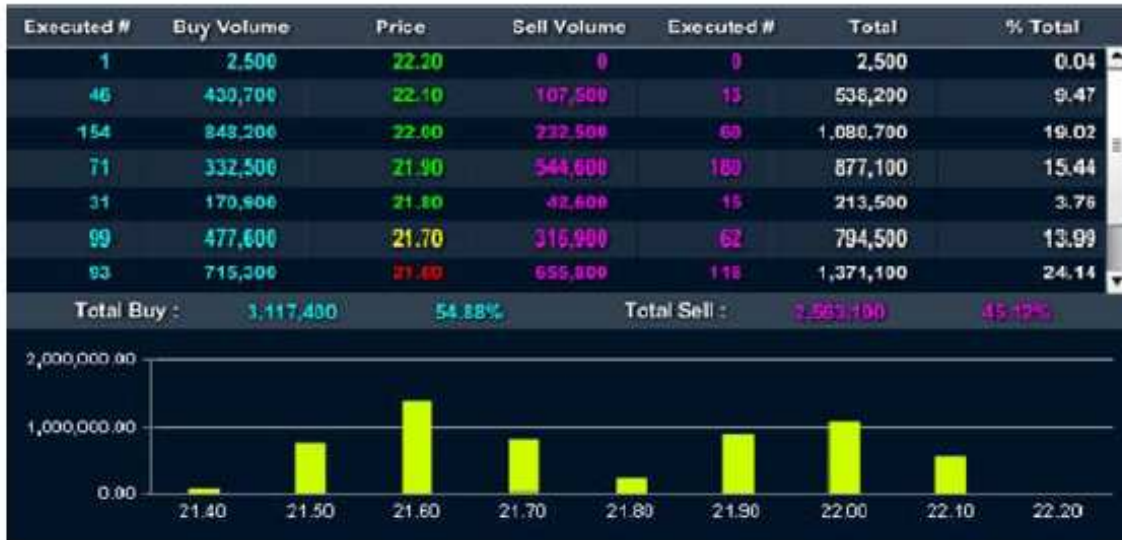 Executed # Buy Volume Price Sell Volume Executed # Total % Total
1 2,500 22.20 0 0 2,500 0.04
46 430,700 22.10 107,500 13 538,200 9.47
154 848,200 22.00 232,500 60 1,080,700 19.02
71 332,500 21.90 544,600 180 877,100 15.44
31 170,900 21.80 42,600 15 213,500 3.76
99 477,600 21.70 316,900 62 794,500 13.99
93 715,300 21.60 655,800 1,371,100 24.14
Total Buy : 3,117,400 54.88% Total Sell : 2,563,100 45.12%
2,000,000.00
1,000,000.00
0.00
21.40 21.50 21.60 21.70 21.80 21.90 22.00 22.10 22.20